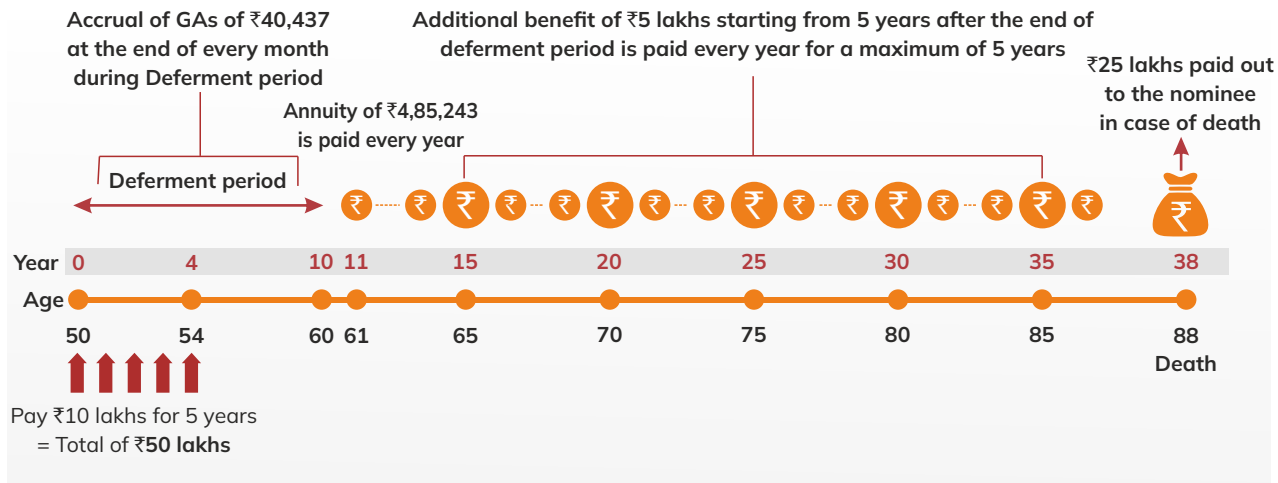 Accrual of GAs of ₹40,437
at the end of every month
during Deferment period
Additional benefit of ₹5 lakhs starting from 5 years after the end of
deferment period is paid every year for a maximum of 5 years
₹25 lakhs paid out
to the nominee
in case of death
Annuity of ₹4,85,243
is paid every year
Deferment period
₹ ₹ ₹ ₹ ₹ ₹ ₹ ₹ ₹ ₹ ₹ ₹ ₹ ₹ ₹ ₹ ₹
Year 0 4 10 11 15 20 25 30 35 38
Age
50 54 60 61 65 70 75 80 85 88
Death
Pay ₹10 lakhs for 5 years
= Total of ₹50 lakhs